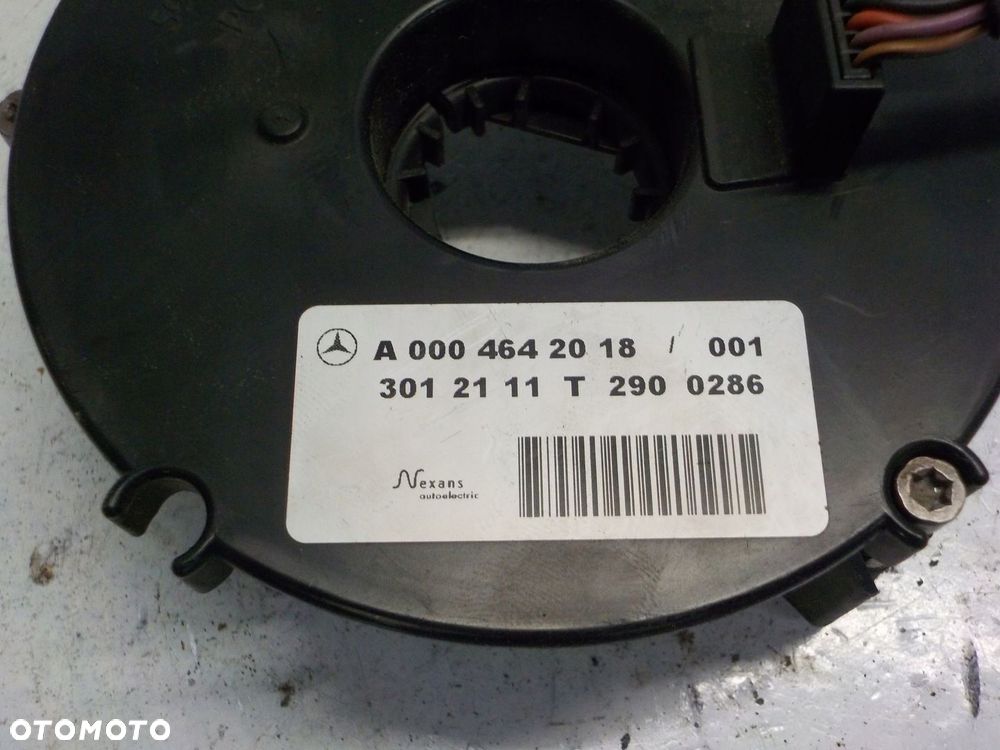 A 000 464 20 18 / 001
301 21 11 T 290 0286
Nexans
autoelectric
OTOMOTO